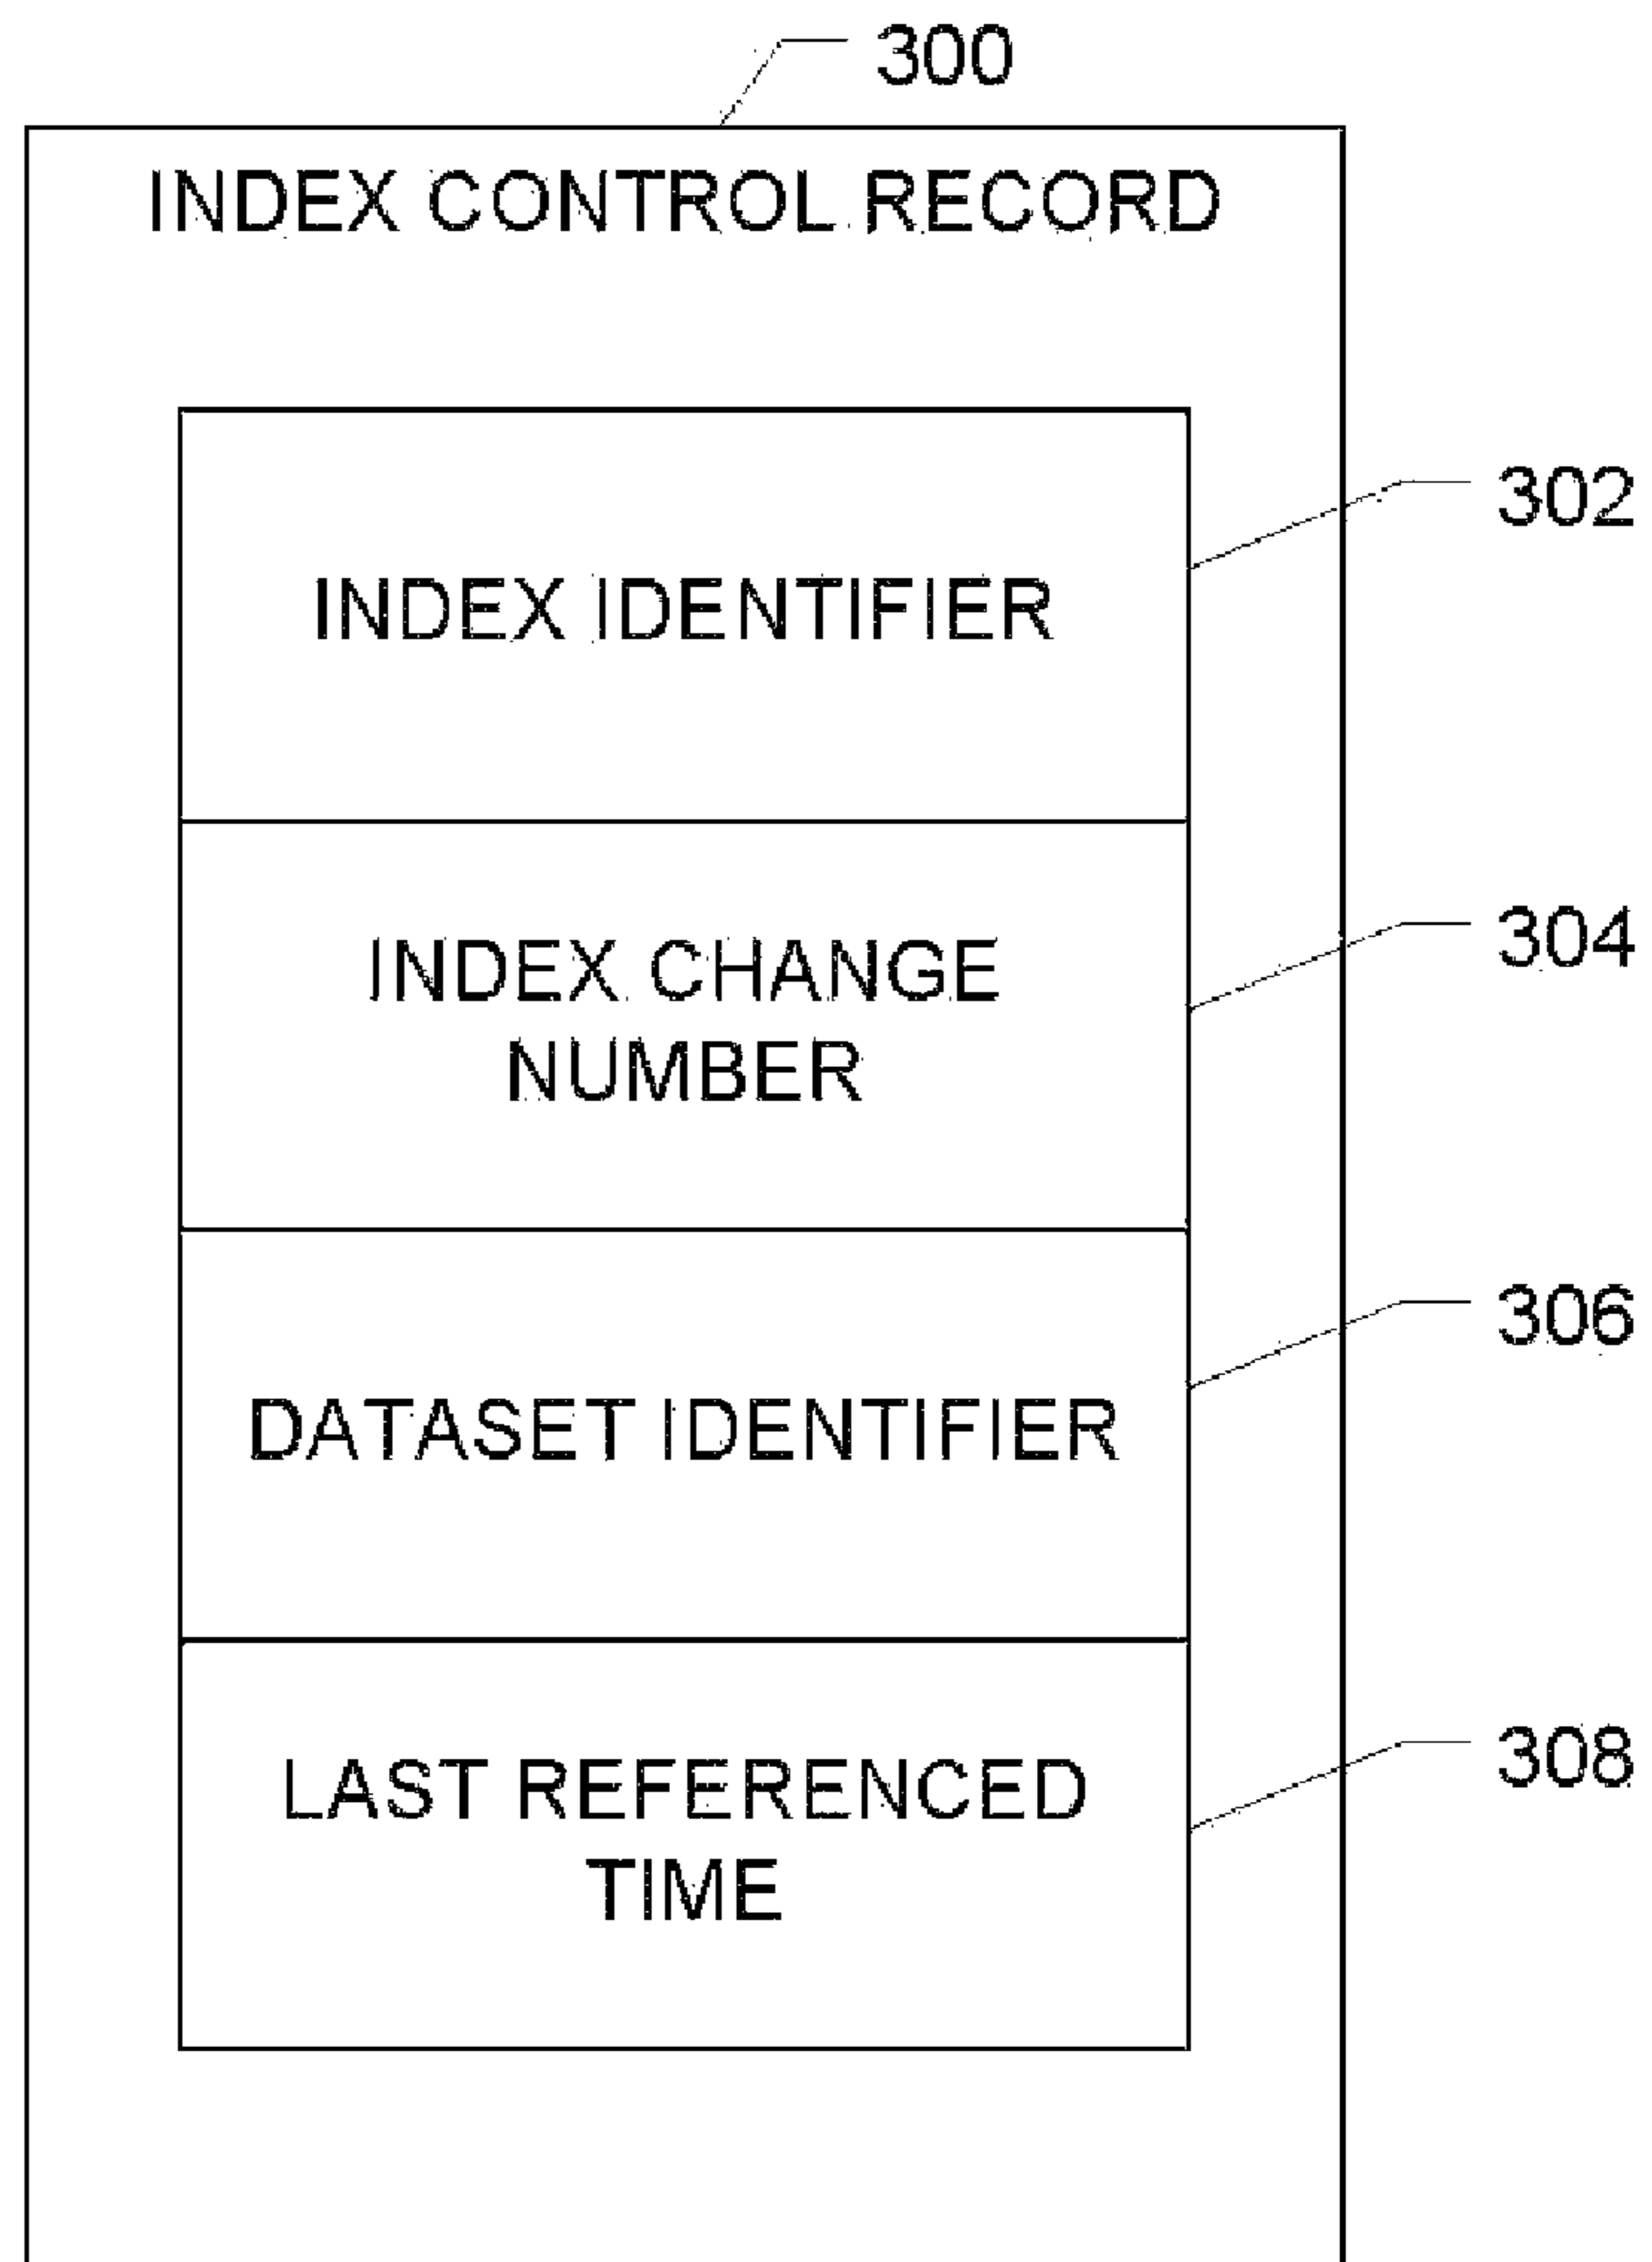 300
INDEX CONTROL RECORD
302
INDEX IDENTIFIER
304
INDEX CHANGE
NUMBER
306
DATASET IDENTIFIER
308
LAST REFERENCED
TIME